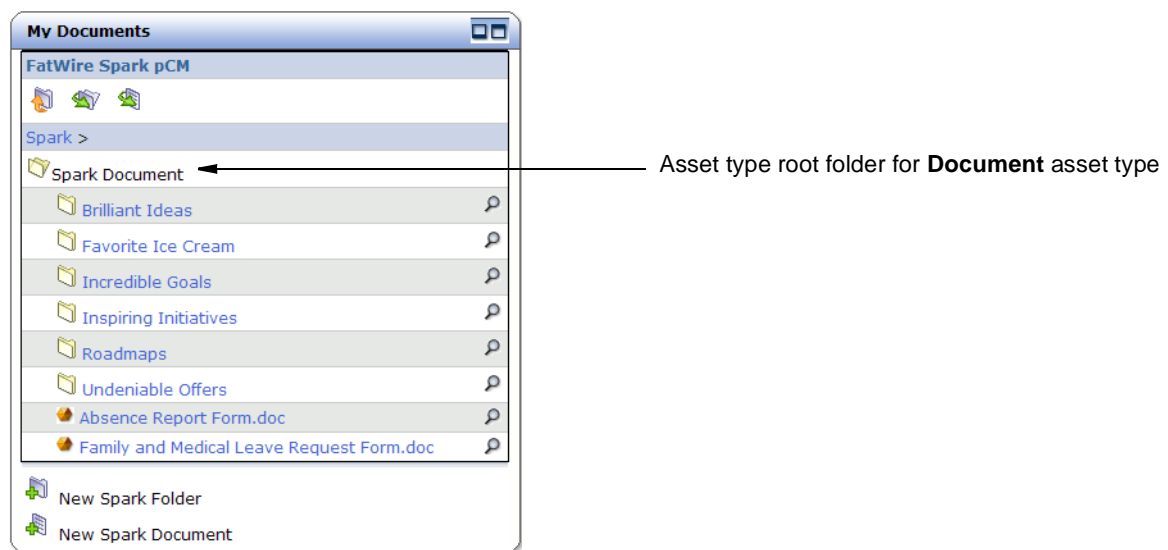 My Documents
FatWire Spark pCM
Spark >
Spark Document
Asset type root folder for Document asset type
Brilliant Ideas
Favorite Ice Cream
Incredible Goals
Inspiring Initiatives
Roadmaps
Undeniable Offers
Absence Report Form.doc
Family and Medical Leave Request Form.doc
New Spark Folder
New Spark Document